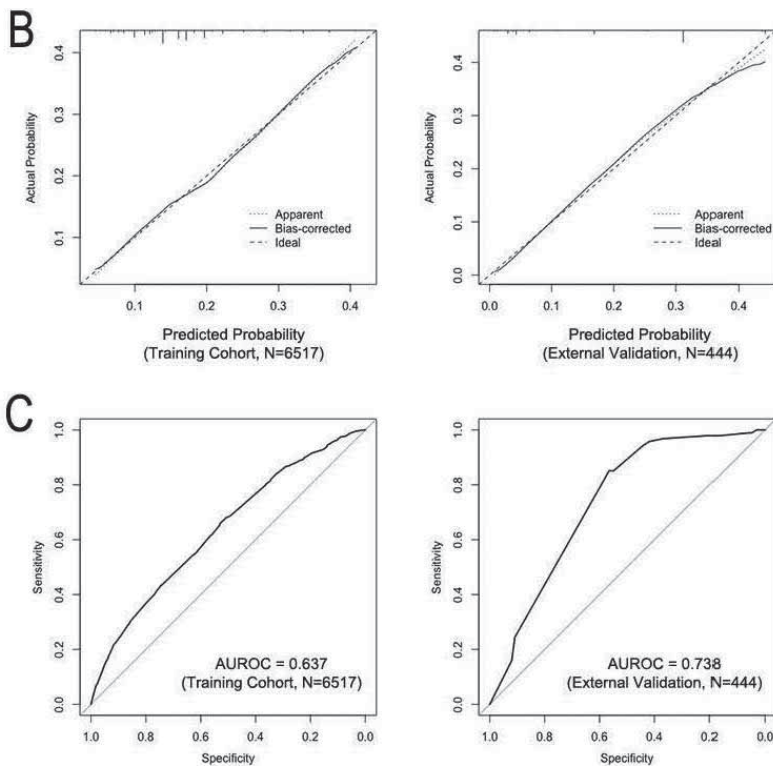 B
Actual Probability
0.4
0.3
0.2
0.1
Apparent
Bias-corrected
Ideal
0.1 0.2 0.3 0.4
Predicted Probability
(Training Cohort, N=6517)
Actual Probability
0.4
0.3
0.2
0.1
0.0
Apparent
Bias-corrected
Ideal
0.0 0.1 0.2 0.3 0.4
Predicted Probability
(External Validation, N=444)
C
Sensitivity
1.0
0.8
0.6
0.4
0.2
0.0
AUROC = 0.637
(Training Cohort, N=6517)
1.0 0.8 0.6 0.4 0.2 0.0
Specificity
Sensitivity
1.0
0.8
0.6
0.4
0.2
0.0
AUROC = 0.738
(External Validation, N=444)
1.0 0.8 0.6 0.4 0.2 0.0
Specificity